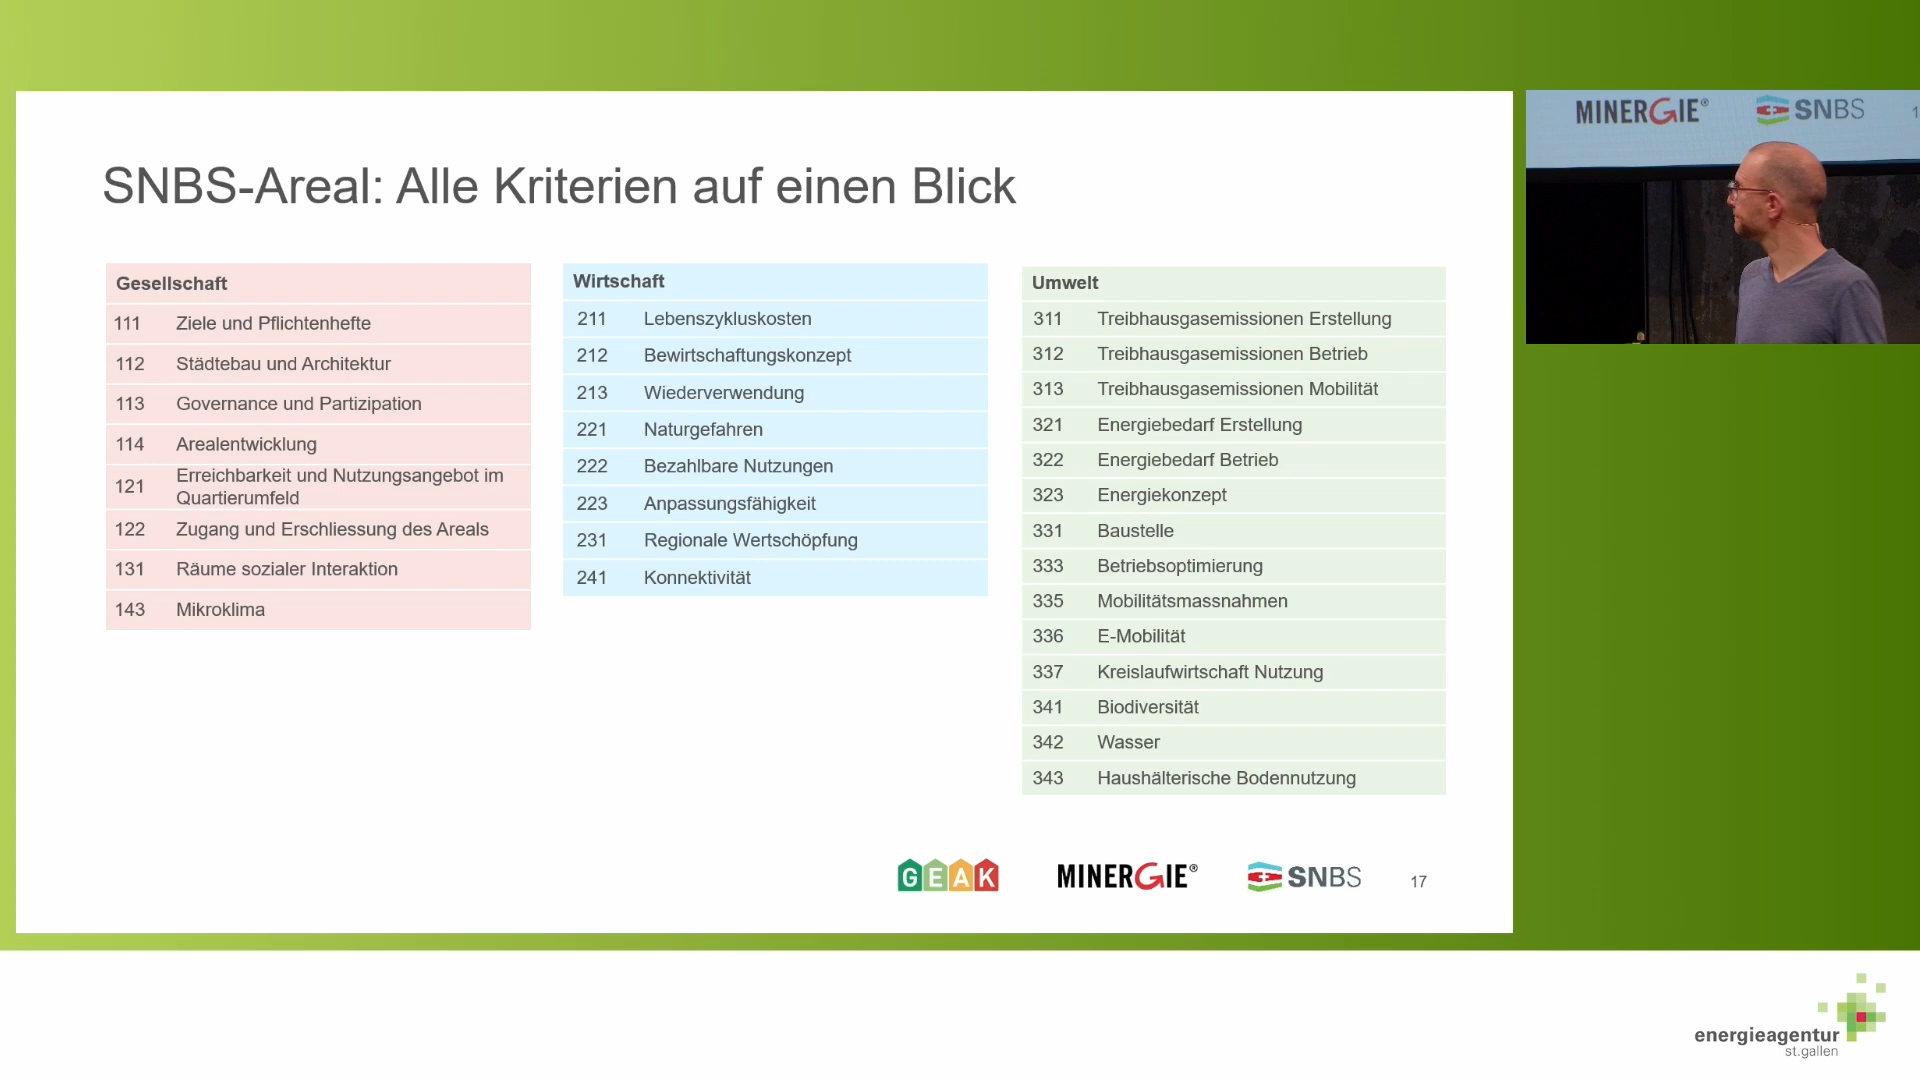 SNBS-Areal: Alle Kriterien auf einen Blick
Gesellschaft
111 Ziele und Pflichtenhefte
112 Städtebau und Architektur
113 Governance und Partizipation
114 Arealentwicklung
121 Erreichbarkeit und Nutzungsangebot im
Quartierumfeld
122 Zugang und Erschliessung des Areals
131 Räume sozialer Interaktion
143 Mikroklima
Wirtschaft
211 Lebenszykluskosten
212 Bewirtschaftungskonzept
213 Wiederverwendung
221 Naturgefahren
222 Bezahlbare Nutzungen
223 Anpassungsfähigkeit
231 Regionale Wertschöpfung
241 Konnektivität
Umwelt
311 Treibhausgasemissionen Erstellung
312 Treibhausgasemissionen Betrieb
313 Treibhausgasemissionen Mobilität
321 Energiebedarf Erstellung
322 Energiebedarf Betrieb
323 Energiekonzept
331 Baustelle
333 Betriebsoptimierung
335 Mobilitätsmassnahmen
336 E-Mobilität
337 Kreislaufwirtschaft Nutzung
341 Biodiversität
342 Wasser
343 Haushälterische Bodennutzung
GEAK MINERGIE® SNBS 17
MINERGIE® SNBS 1
energieagentur
st.gallen